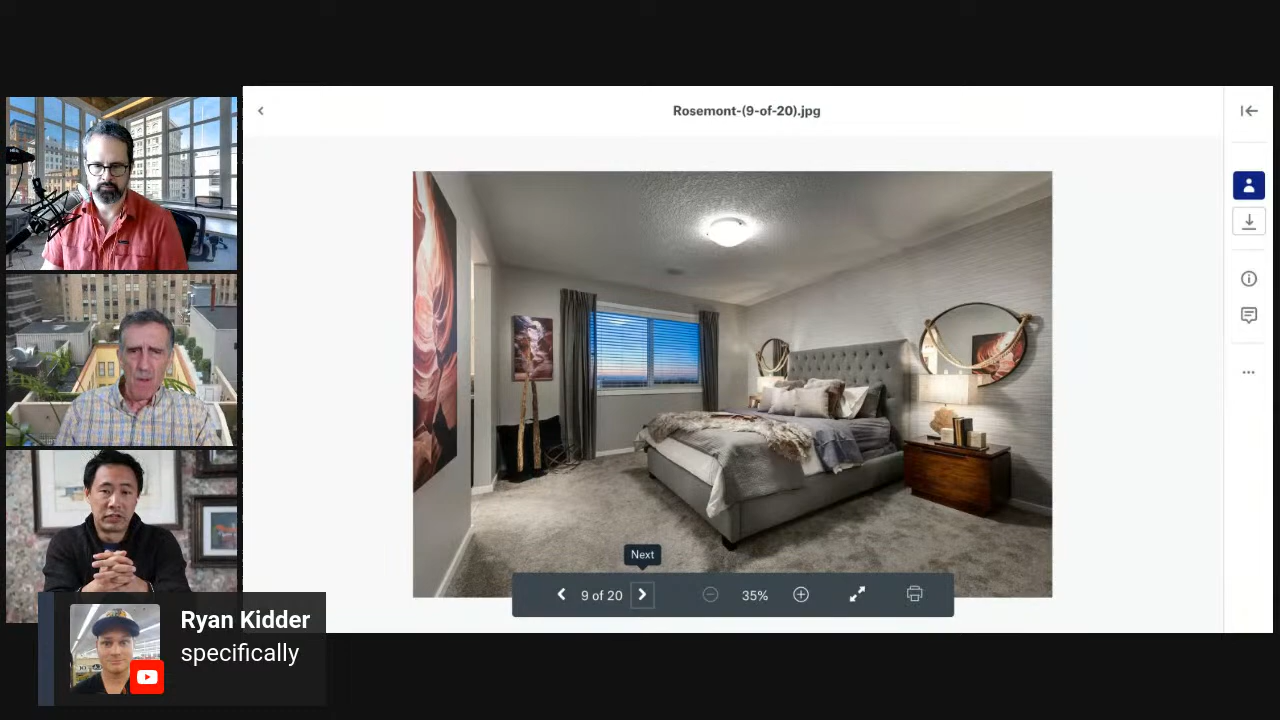 Rosemont-(9-of-20).jpg
Next
9 of 20
35%
Ryan Kidder
specifically